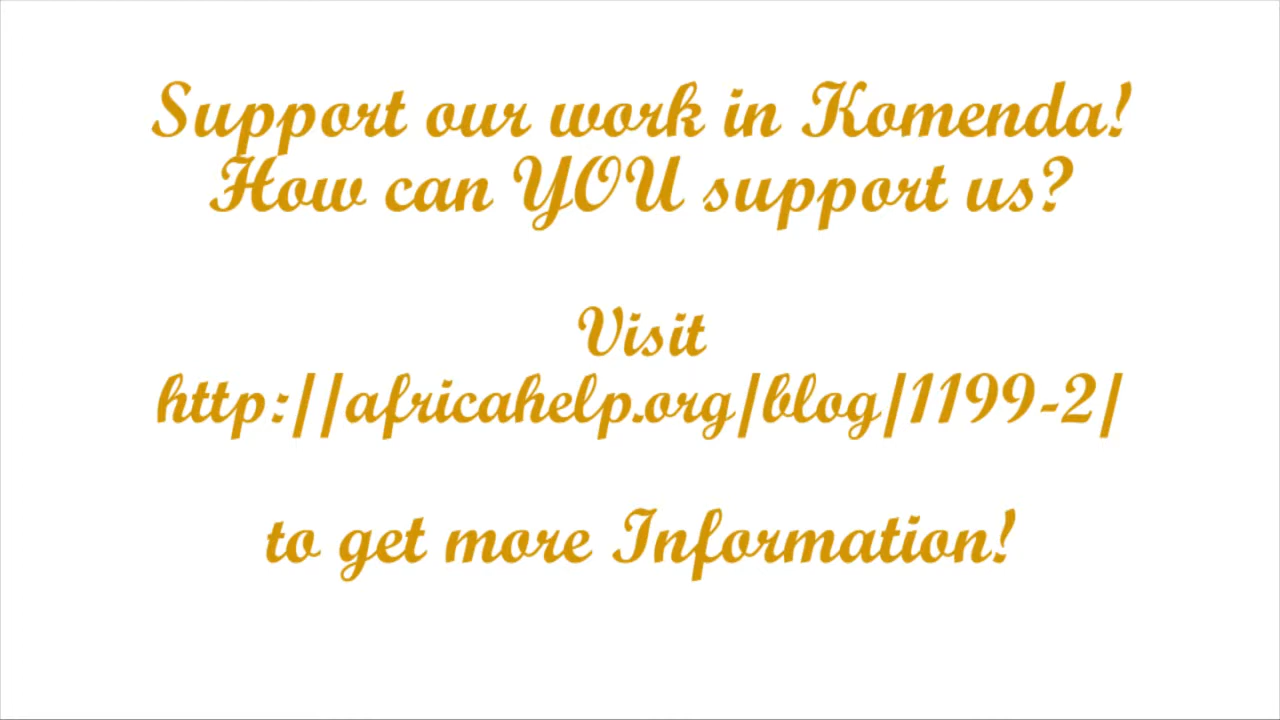 Support our work in Komenda!
How can YOU support us?
Visit
http://africahelp.org/blog/1199-2/
to get more Information!